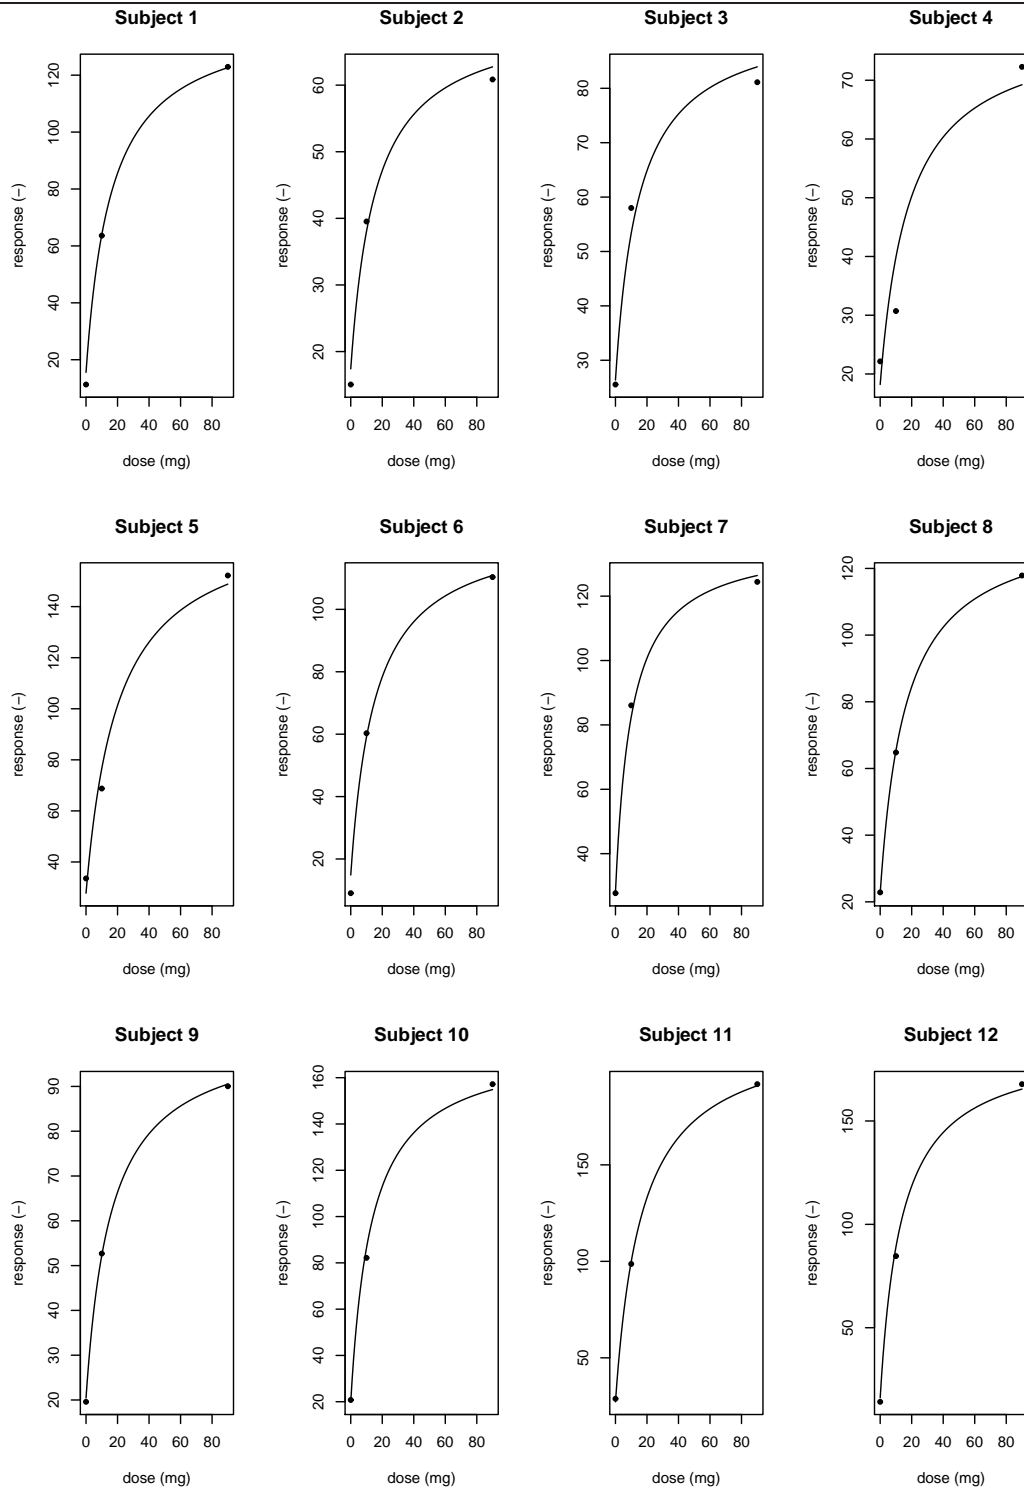 Subject 1 Subject 2 Subject 3 Subject 4
response (−) 20 40 60 80 100 120
0 20 40 60 80
dose (mg)
response (−) 20 30 40 50 60
0 20 40 60 80
dose (mg)
response (−) 30 40 50 60 70 80
0 20 40 60 80
dose (mg)
response (−) 20 30 40 50 60 70
0 20 40 60 80
dose (mg)
Subject 5 Subject 6 Subject 7 Subject 8
response (−) 40 60 80 100 120 140
0 20 40 60 80
dose (mg)
response (−) 20 40 60 80 100
0 20 40 60 80
dose (mg)
response (−) 40 60 80 100 120
0 20 40 60 80
dose (mg)
response (−) 20 40 60 80 100 120
0 20 40 60 80
dose (mg)
Subject 9 Subject 10 Subject 11 Subject 12
response (−) 20 30 40 50 60 70 80 90
0 20 40 60 80
dose (mg)
response (−) 20 40 60 80 100 120 140 160
0 20 40 60 80
dose (mg)
response (−) 50 100 150
0 20 40 60 80
dose (mg)
response (−) 50 100 150
0 20 40 60 80
dose (mg)